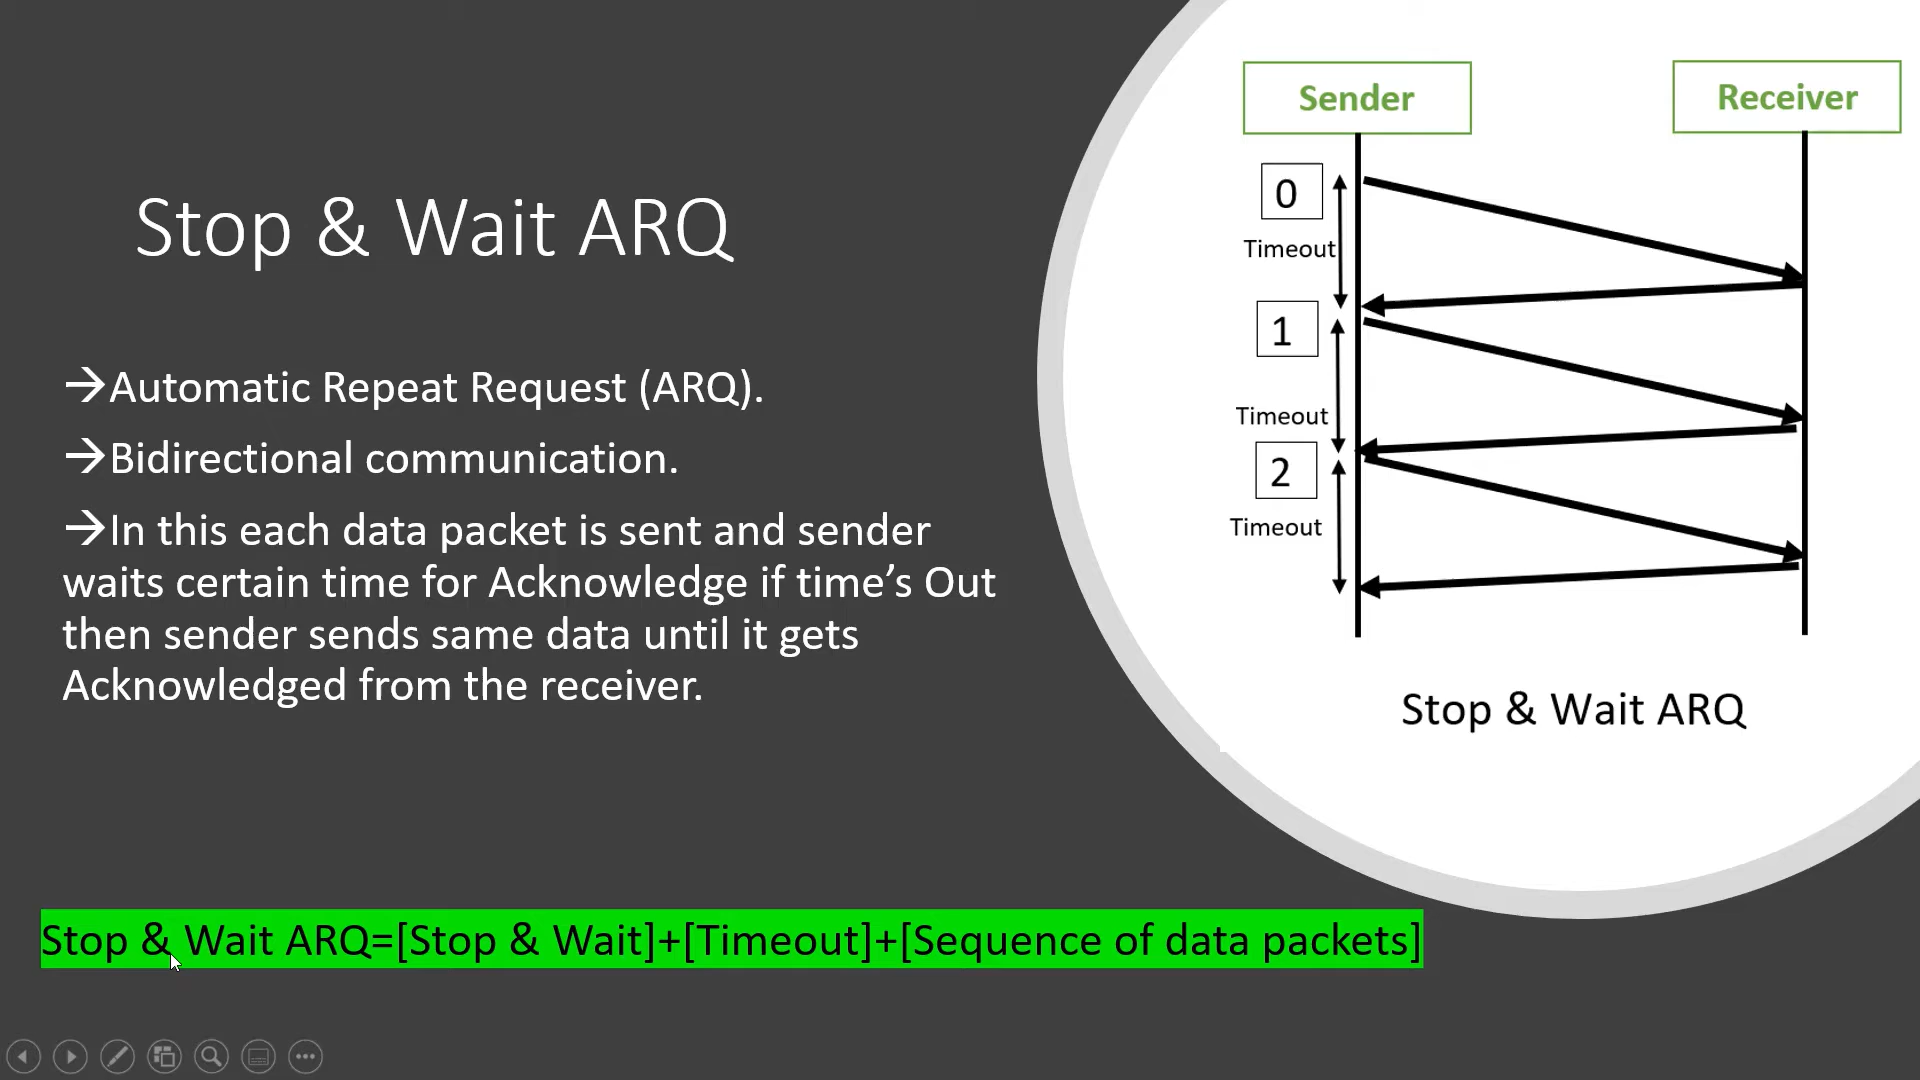 Stop & Wait ARQ
→Automatic Repeat Request (ARQ).
→Bidirectional communication.
→In this each data packet is sent and sender
waits certain time for Acknowledge if time’s Out
then sender sends same data until it gets
Acknowledged from the receiver.
Sender
Receiver
0
Timeout
1
Timeout
2
Timeout
Stop & Wait ARQ
Stop & Wait ARQ=[Stop & Wait]+[Timeout]+[Sequence of data packets]